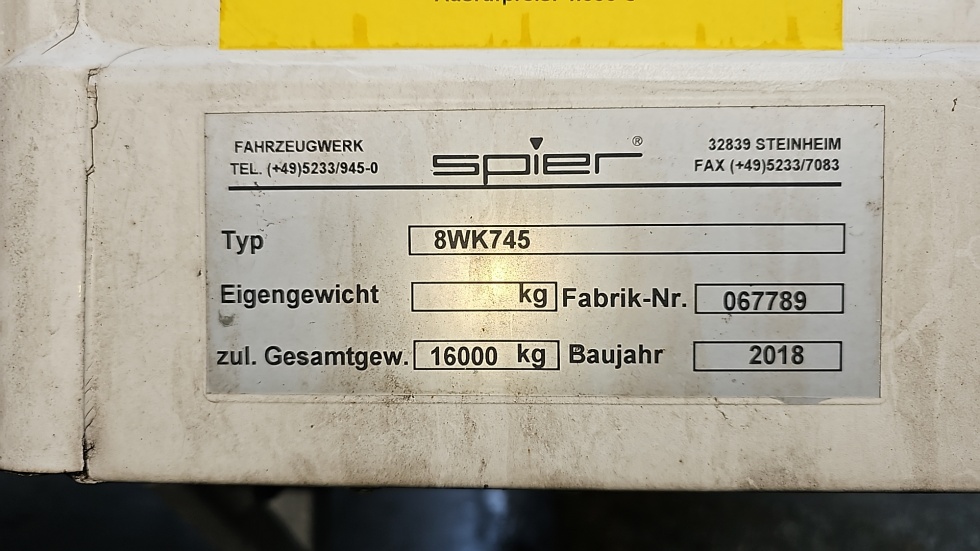 FAHRZEUGWERK
TEL. (+49)5233/945-0
spier®
32839 STEINHEIM
FAX (+49)5233/7083
Typ 8WK745
Eigengewicht kg Fabrik-Nr. 067789
zul. Gesamtgew. 16000 kg Baujahr 2018